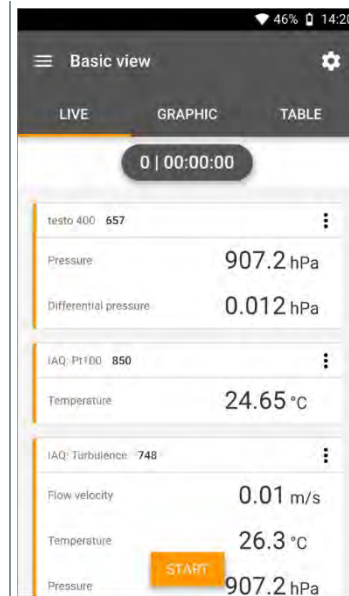 46% 14:20
Basic view
LIVE GRAPHIC TABLE
0 | 00:00:00
testo 400 657
Pressure 907.2 hPa
Differential pressure 0.012 hPa
IAQ: Pt100 850
Temperature 24.65 °C
IAQ: Turbulence 748
Flow velocity 0.01 m/s
Temperature 26.3 °C
START
Pressure 907.2 hPa